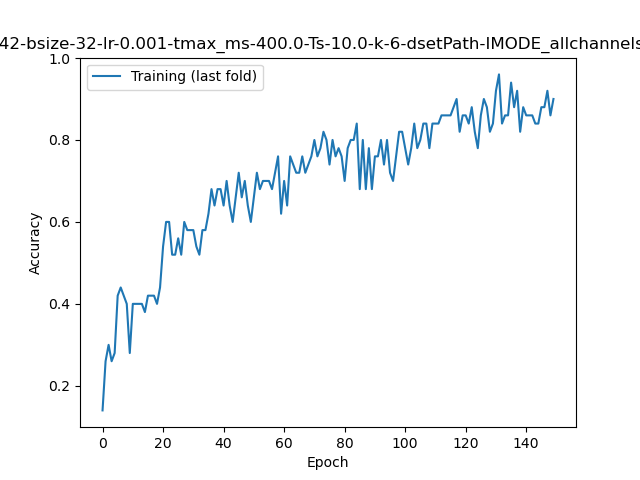 42-bsize-32-lr-0.001-tmax_ms-400.0-Ts-10.0-k-6-dsetPath-IMODE_allchannels
Training (last fold)
1.0
0.8
0.6
0.4
0.2
Accuracy
0 20 40 60 80 100 120 140
Epoch